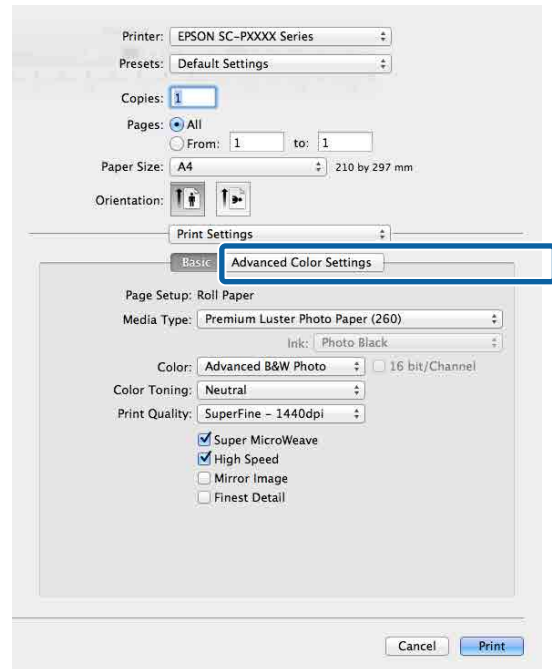 Printer: EPSON SC-PXXXX Series
Presets: Default Settings
Copies: 1
Pages: All
From: 1 to: 1
Paper Size: A4 210 by 297 mm
Orientation:
Print Settings
Basic Advanced Color Settings
Page Setup: Roll Paper
Media Type: Premium Luster Photo Paper (260)
Ink: Photo Black
Color: Advanced B&W Photo 16 bit/Channel
Color Toning: Neutral
Print Quality: SuperFine – 1440dpi
Super MicroWeave
High Speed
Mirror Image
Finest Detail
Cancel Print